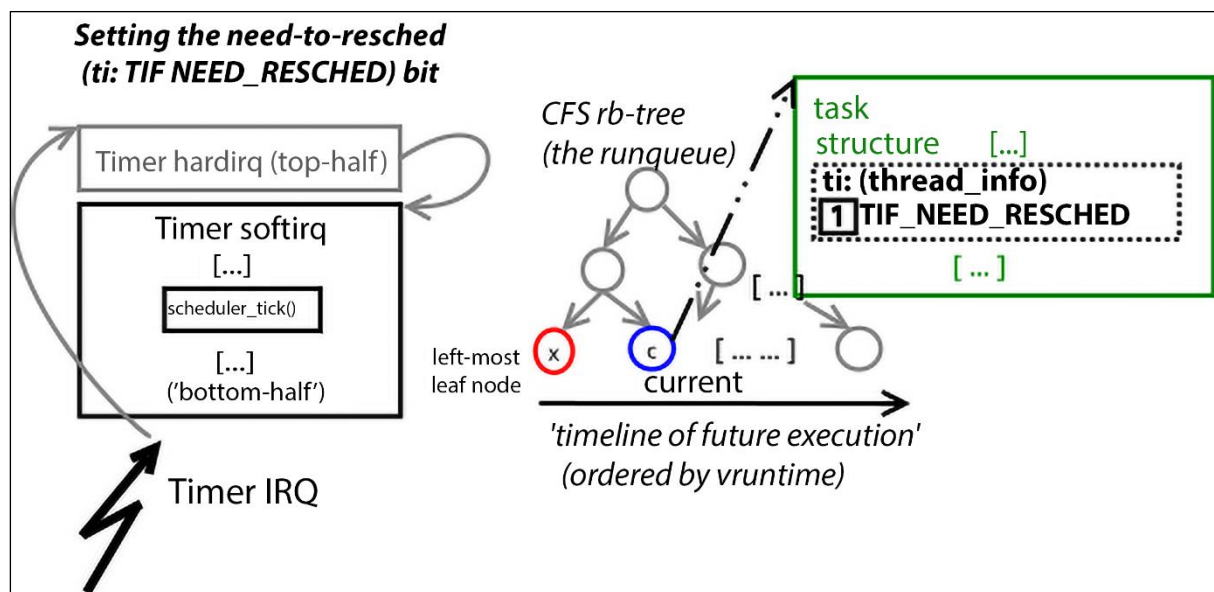 Setting the need-to-resched
(ti: TIF NEED_RESCHED) bit
Timer hardirq (top-half)
Timer softirq
[...]
scheduler_tick()
[...]
('bottom-half')
Timer IRQ
CFS rb-tree
(the runqueue)
[ ... ]
left-most
leaf node
x
c
[ ... ... ]
current
'timeline of future execution'
(ordered by vruntime)
task
structure [...]
ti: (thread_info)
1 TIF_NEED_RESCHED
[ ... ]